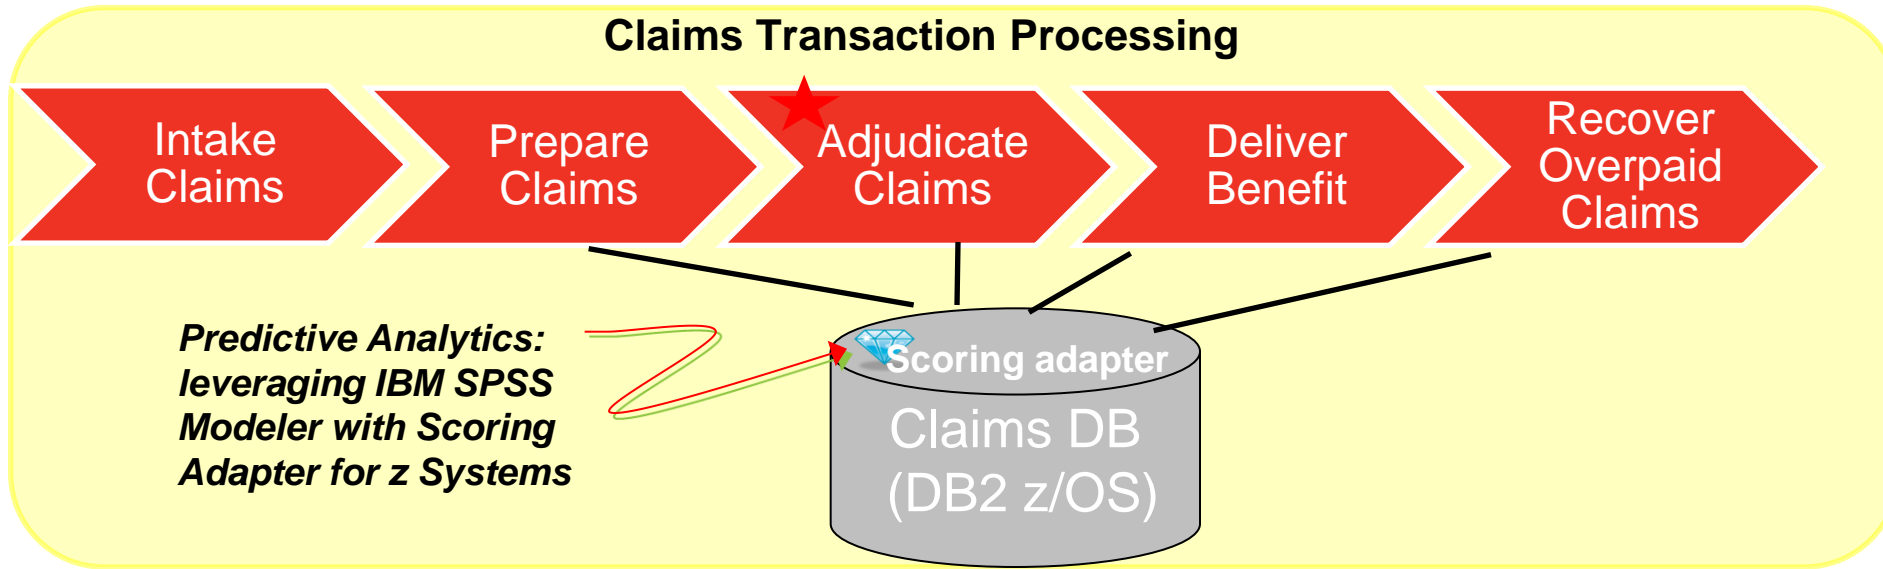 Claims Transaction Processing
Intake
Claims
Prepare
Claims
Adjudicate
Claims
Deliver
Benefit
Recover
Overpaid
Claims
Predictive Analytics:
leveraging IBM SPSS
Modeler with Scoring
Adapter for z Systems
Scoring adapter
Claims DB
(DB2 z/OS)